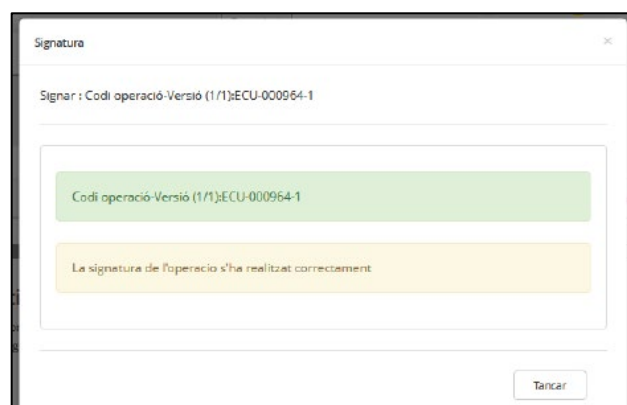 Signatura ×
Signar : Codi operació-Versió (1/1):ECU-000964-1
Codi operació-Versió (1/1):ECU-000964-1
La signatura de l'operacio s'ha realitzat correctament
Tancar